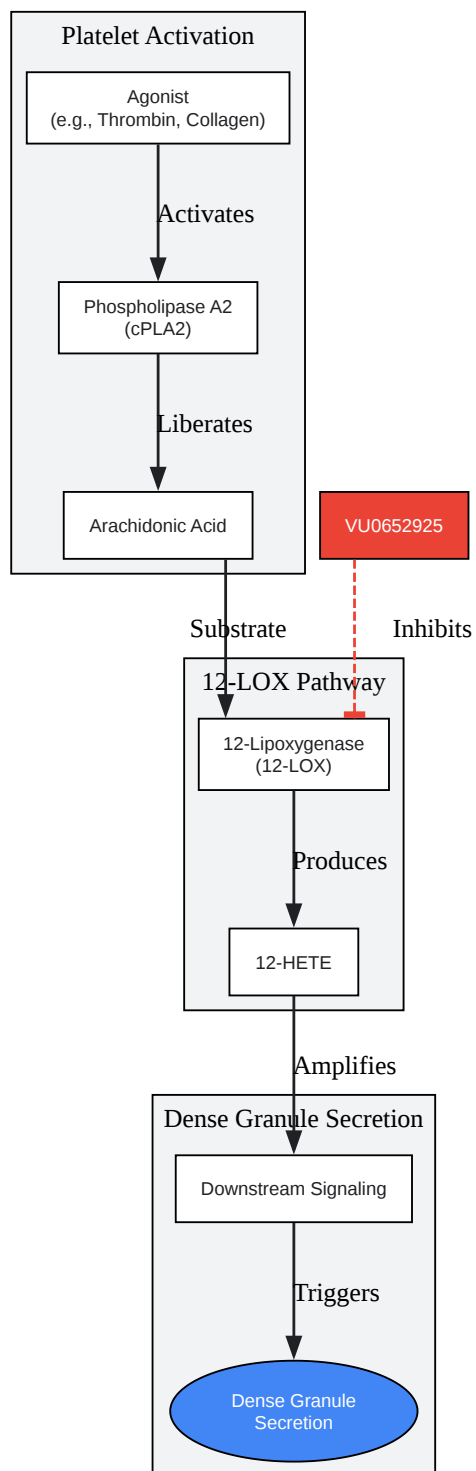 Platelet Activation
Agonist
(e.g., Thrombin, Collagen)
Activates
Phospholipase A2
(cPLA2)
Liberates
Arachidonic Acid
VU0652925
Substrate
Inhibits
12-LOX Pathway
12-Lipoxygenase
(12-LOX)
Produces
12-HETE
Amplifies
Dense Granule Secretion
Downstream Signaling
Triggers
Dense Granule
Secretion